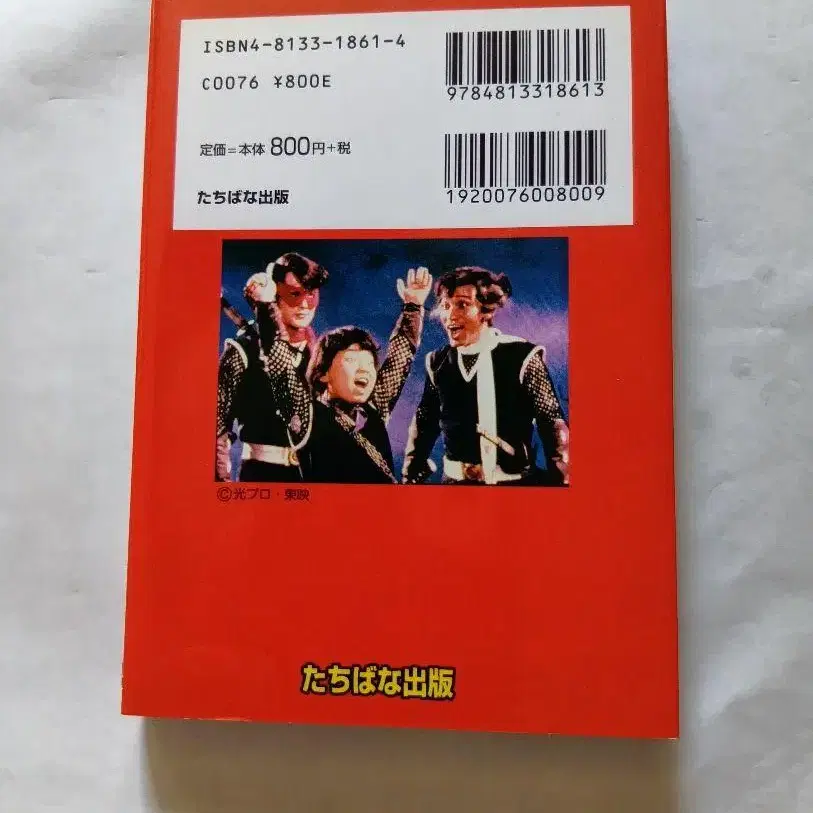 ISBN4-8133-1861-4
C0076 ¥800E
9784813318613
定価=本体 800円+税
たちばな出版
1920076008009
©光プロ・東映
たちばな出版